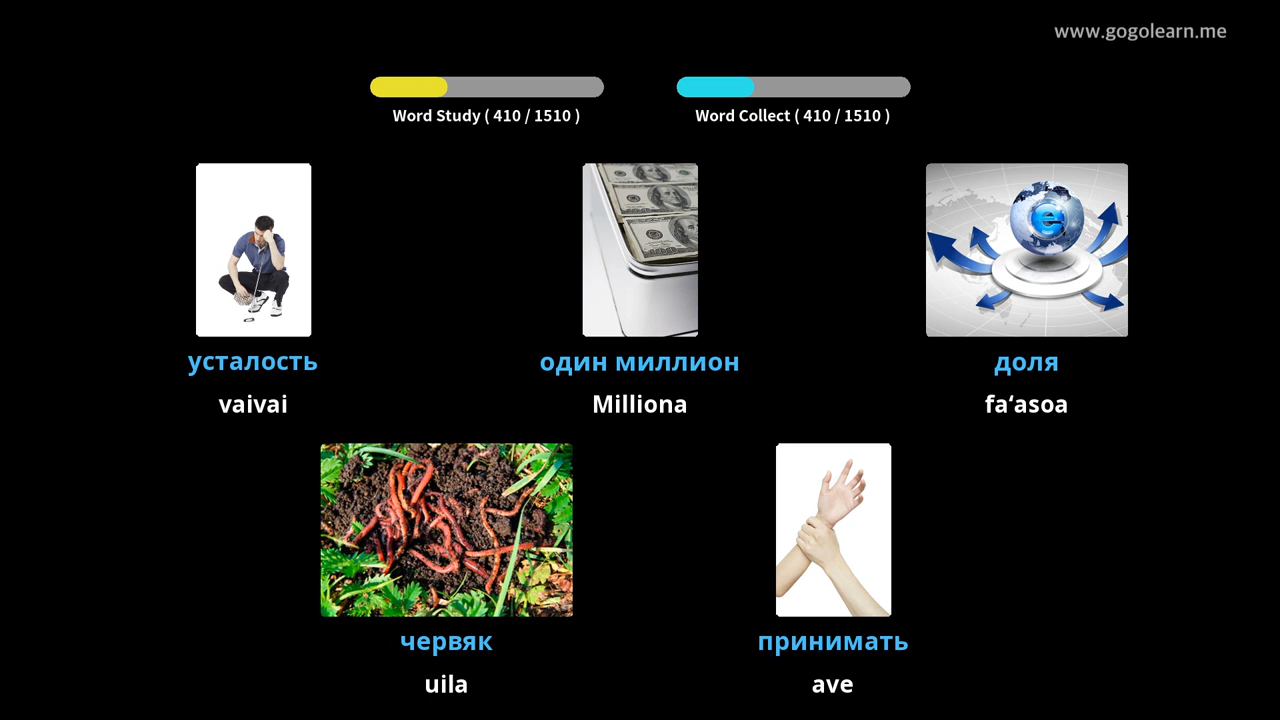 www.gogolearn.me
Word Study ( 410 / 1510 )
Word Collect ( 410 / 1510 )
усталость
vaivai
один миллион
Milliona
доля
fa‘asoa
червяк
uila
принимать
ave